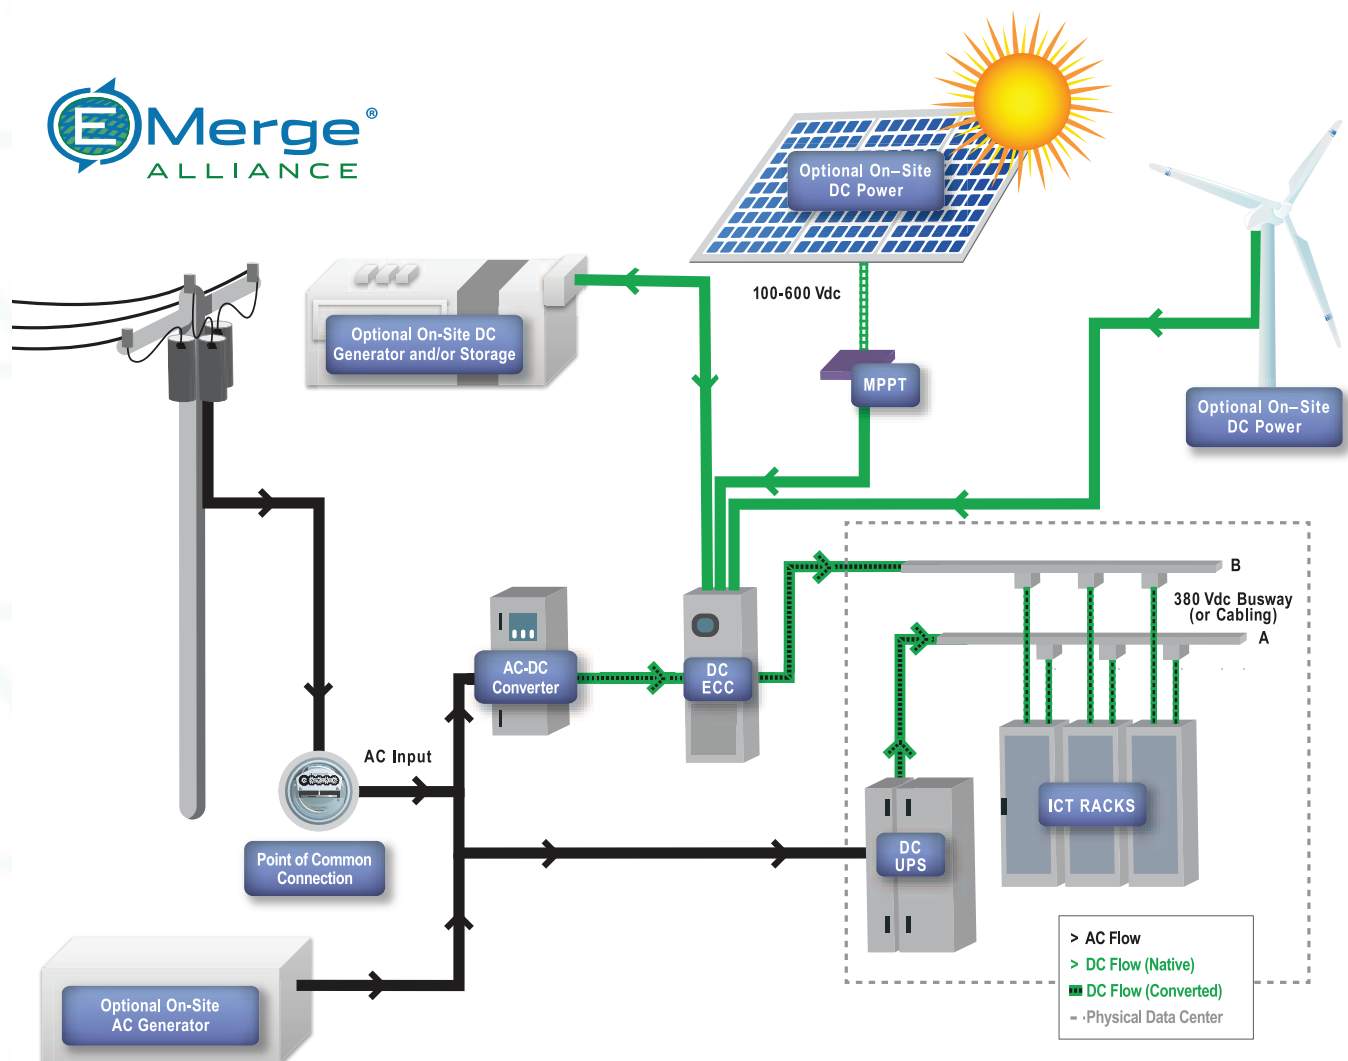 EMerge®
ALLIANCE
Optional On–Site
DC Power
100-600 Vdc
Optional On-Site DC
Generator and/or Storage
MPPT
Optional On–Site
DC Power
B
380 Vdc Busway
(or Cabling)
A
AC-DC
Converter
DC
ECC
AC Input
ICT RACKS
DC
UPS
Point of Common
Connection
> AC Flow
> DC Flow (Native)
DC Flow (Converted)
Physical Data Center
Optional On-Site
AC Generator